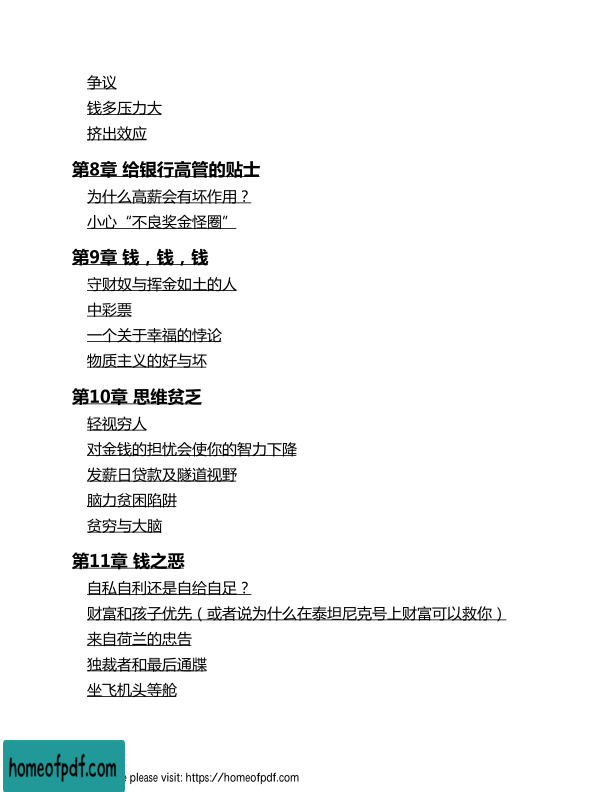 争议
钱多压力大
挤出效应
第8章 给银行高管的贴士
为什么高薪会有坏作用？
小心“不良奖金怪圈”
第9章 钱，钱，钱
守财奴与挥金如土的人
中彩票
一个关于幸福的悖论
物质主义的好与坏
第10章 思维贫乏
轻视穷人
对金钱的担忧会使你的智力下降
发薪日贷款及隧道视野
脑力贫困陷阱
贫穷与大脑
第11章 钱之恶
自私自利还是自给自足？
财富和孩子优先（或者说为什么在泰坦尼克号上财富可以救你）
来自荷兰的忠告
独裁者和最后通牒
坐飞机头等舱
homeofpdf.com
please visit: https://homeofpdf.com